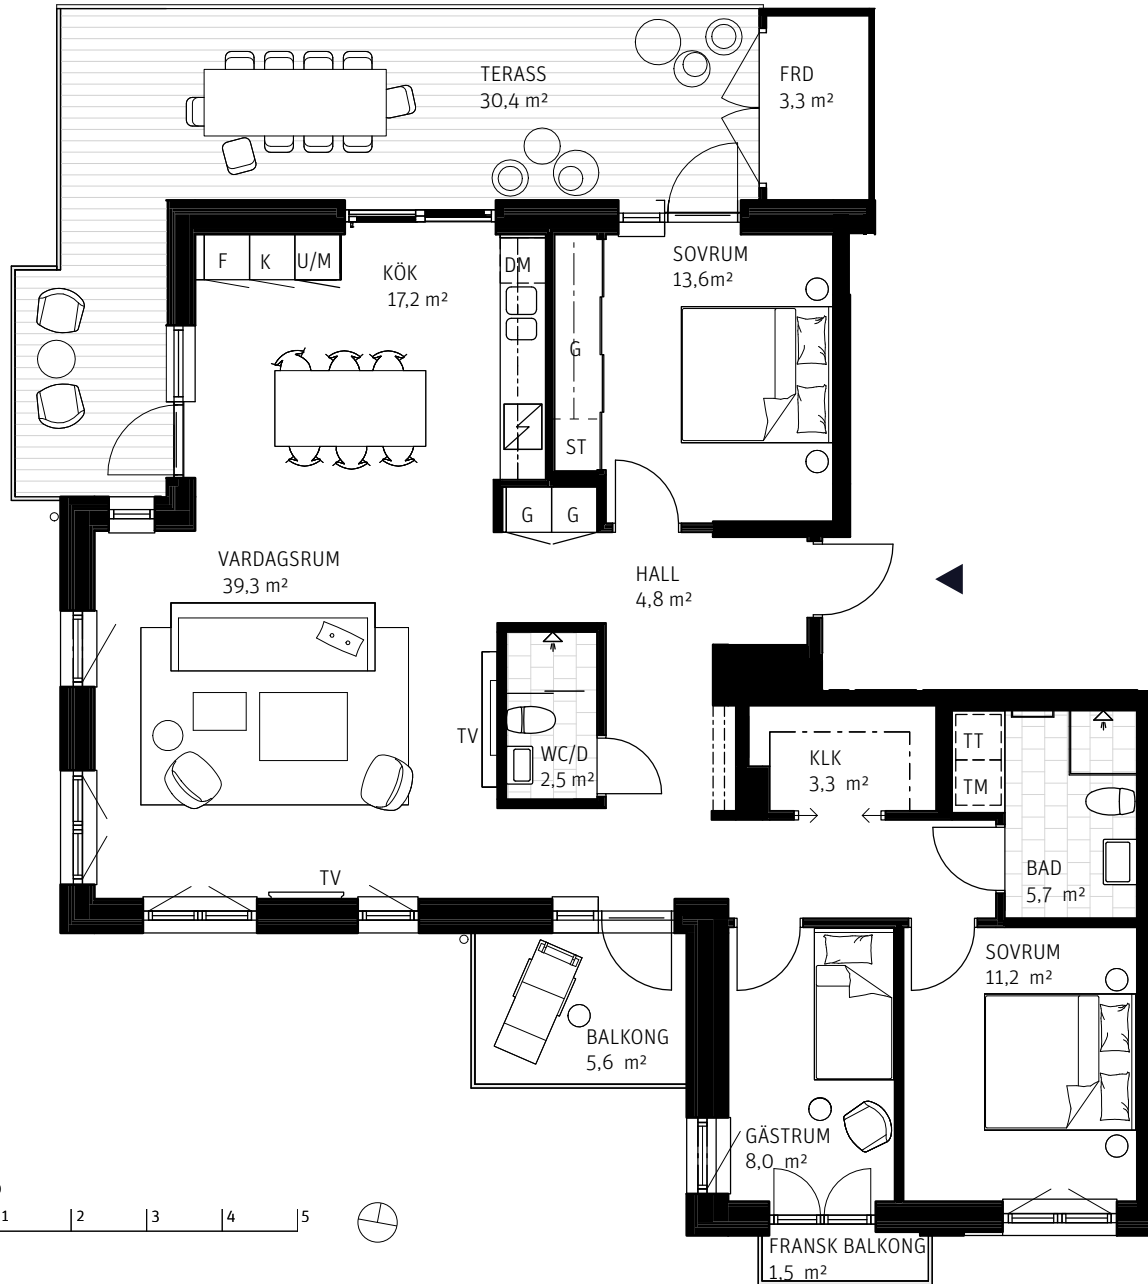 TERASS
30,4 m²
FRD
3,3 m²
F
K
U/M
KÖK
17,2 m²
DM
SOVRUM
13,6m²
G
ST
G
G
VARDAGSRUM
39,3 m²
HALL
4,8 m²
TV
WC/D
2,5 m²
KLK
3,3 m²
TT
TM
BAD
5,7 m²
TV
SOVRUM
11,2 m²
BALKONG
5,6 m²
GÄSTRUM
8,0 m²
1
2
3
4
5
FRANSK BALKONG
1,5 m²